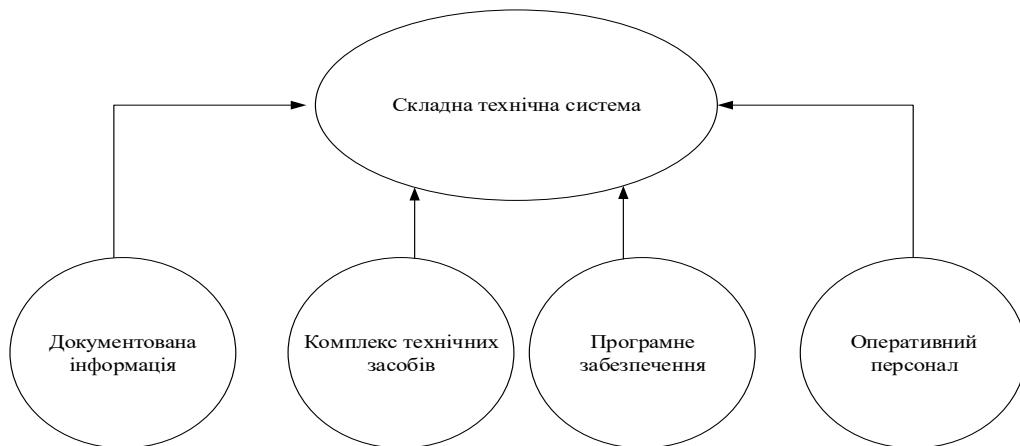 Складна технічна система
Документована
інформація
Комплекс технічних
засобів
Програмне
забезпечення
Оперативний
персонал